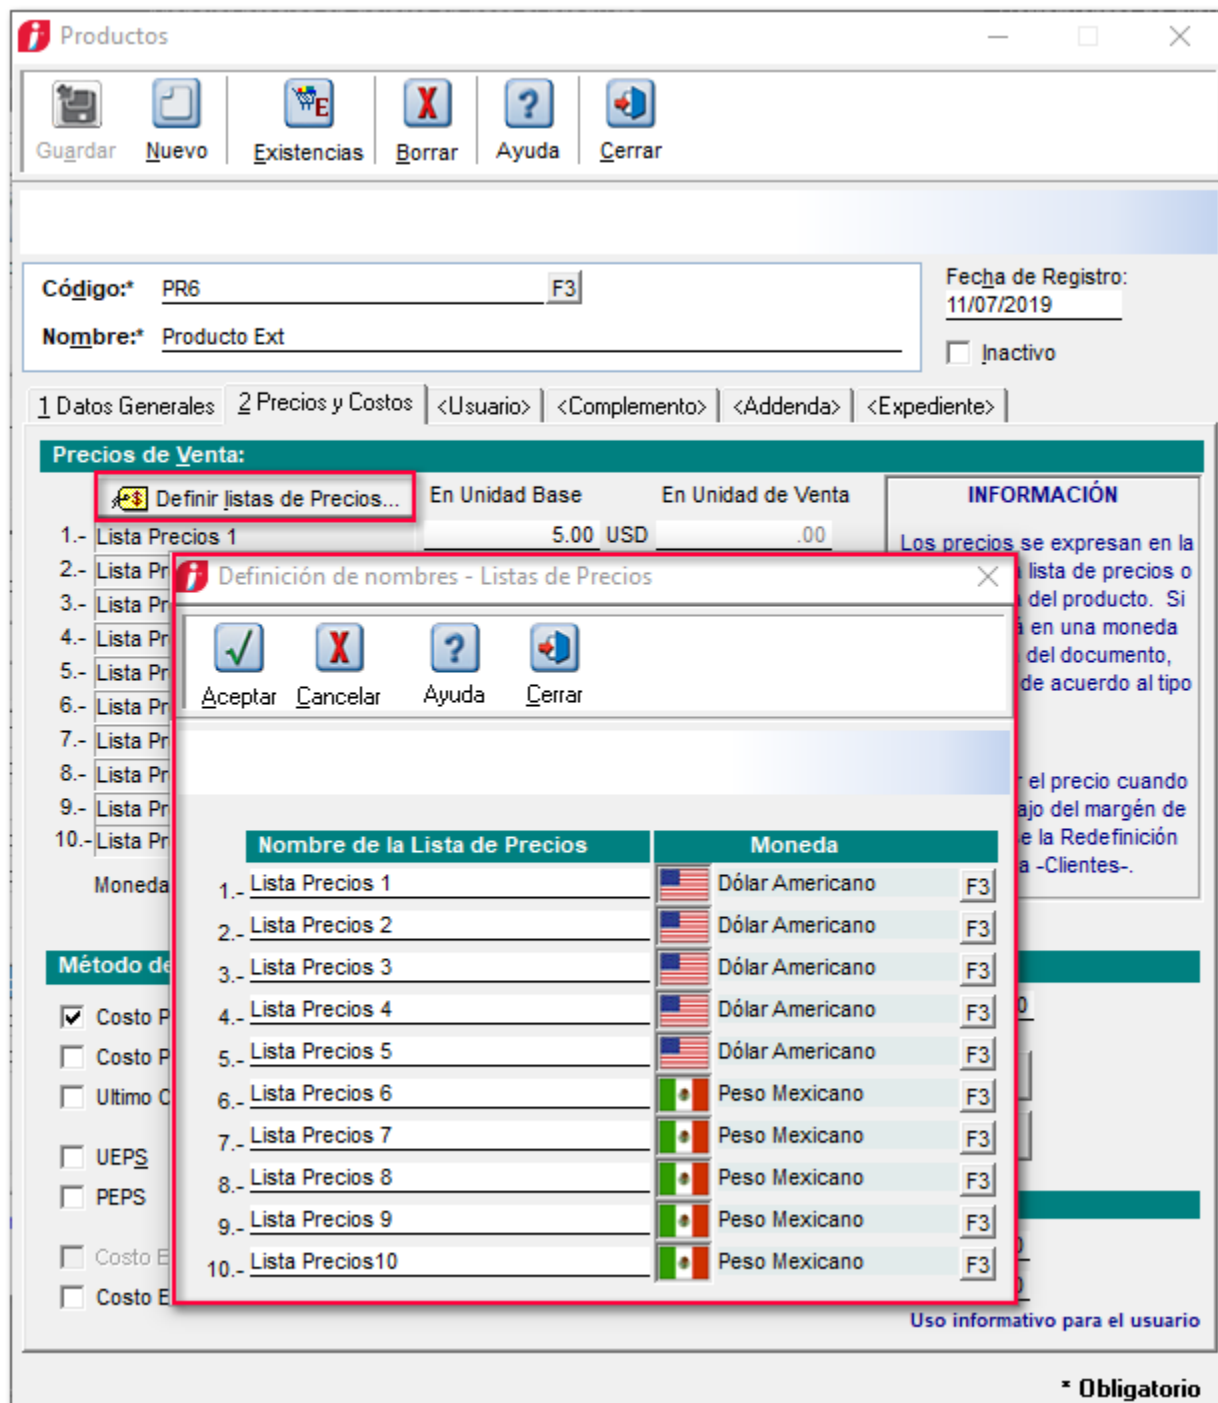 Productos
Guardar Nuevo Existencias Borrar Ayuda Cerrar
Código:* PR6 F3
Fecha de Registro:
11/07/2019
Nombre:* Producto Ext
Inactivo
1 Datos Generales 2 Precios y Costos <Usuario> <Complemento> <Addenda> <Expediente>
Precios de Venta:
Definir listas de Precios... En Unidad Base En Unidad de Venta INFORMACIÓN
1.- Lista Precios 1 5.00 USD .00
Los precios se expresan en la
2.- Lista Pr lista de precios o
3.- Lista Pr del producto. Si
4.- Lista Pr en una moneda
5.- Lista Pr del documento,
6.- Lista Pr de acuerdo al tipo
7.- Lista Pr
8.- Lista Pr el precio cuando
9.- Lista Pr ajo del margén de
10.- Lista Pr e la Redefinición
Moneda a -Clientes-.
Definición de nombres - Listas de Precios
Aceptar Cancelar Ayuda Cerrar
Nombre de la Lista de Precios Moneda
1.- Lista Precios 1 Dólar Americano F3
2.- Lista Precios 2 Dólar Americano F3
3.- Lista Precios 3 Dólar Americano F3
4.- Lista Precios 4 Dólar Americano F3
5.- Lista Precios 5 Dólar Americano F3
6.- Lista Precios 6 Peso Mexicano F3
7.- Lista Precios 7 Peso Mexicano F3
8.- Lista Precios 8 Peso Mexicano F3
9.- Lista Precios 9 Peso Mexicano F3
10.- Lista Precios10 Peso Mexicano F3
Método de
Costo P
Costo P
Ultimo C
UEPS
PEPS
Costo E
Costo E
Uso informativo para el usuario
* Obligatorio